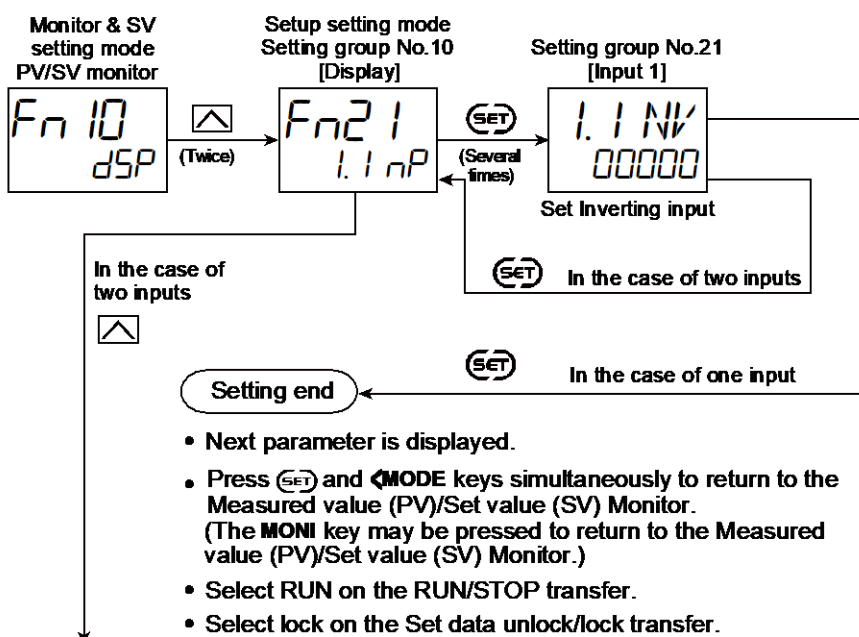 Monitor & SV
setting mode
PV/SV monitor
Setup setting mode
Setting group No.10
[Display]
Setting group No.21
[Input 1]
Fn 10
dSP
(Twice)
Fn21
1. 1 nP
SET
(Several
times)
1. 1 NV
00000
Set Inverting input
In the case of
two inputs
SET In the case of two inputs
SET In the case of one input
Setting end
• Next parameter is displayed.
• Press SET and <MODE keys simultaneously to return to the
Measured value (PV)/Set value (SV) Monitor.
(The MONI key may be pressed to return to the Measured
value (PV)/Set value (SV) Monitor.)
• Select RUN on the RUN/STOP transfer.
• Select lock on the Set data unlock/lock transfer.